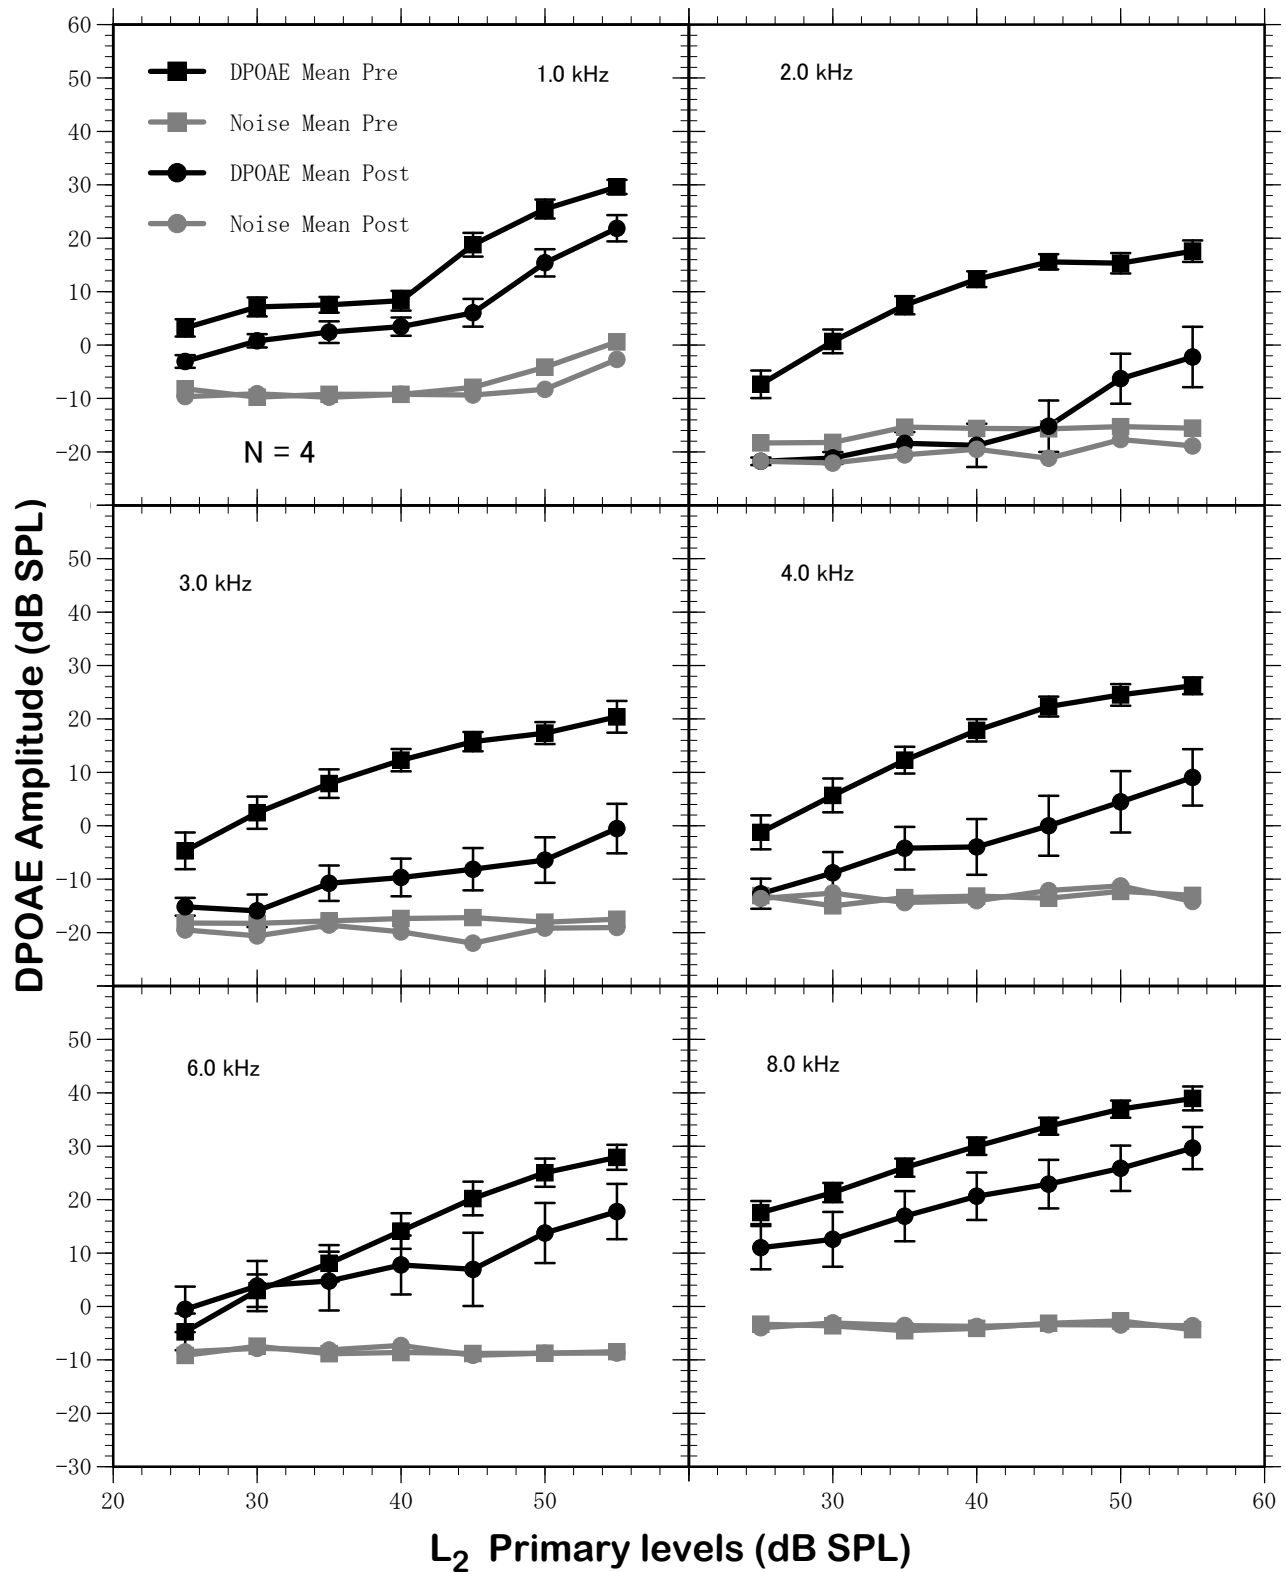 60
50
40
30
20
10
0
-10
-20
DPOAE Mean Pre
Noise Mean Pre
DPOAE Mean Post
Noise Mean Post
1.0 kHz
N = 4
2.0 kHz
50
40
30
20
10
0
-10
-20
3.0 kHz
4.0 kHz
50
40
30
20
10
0
-10
-20
-30
6.0 kHz
8.0 kHz
20 30 40 50 30 40 50 60
DPOAE Amplitude (dB SPL)
L₂ Primary levels (dB SPL)